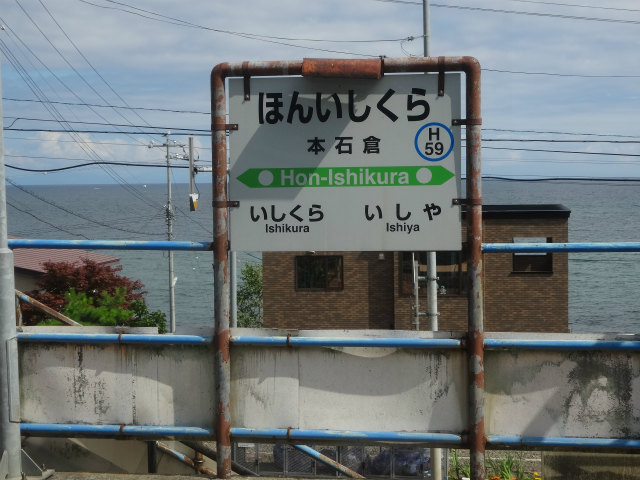 ほんいしくら
本石倉
H
59
Hon-Ishikura
いしくら いしや
Ishikura Ishiya